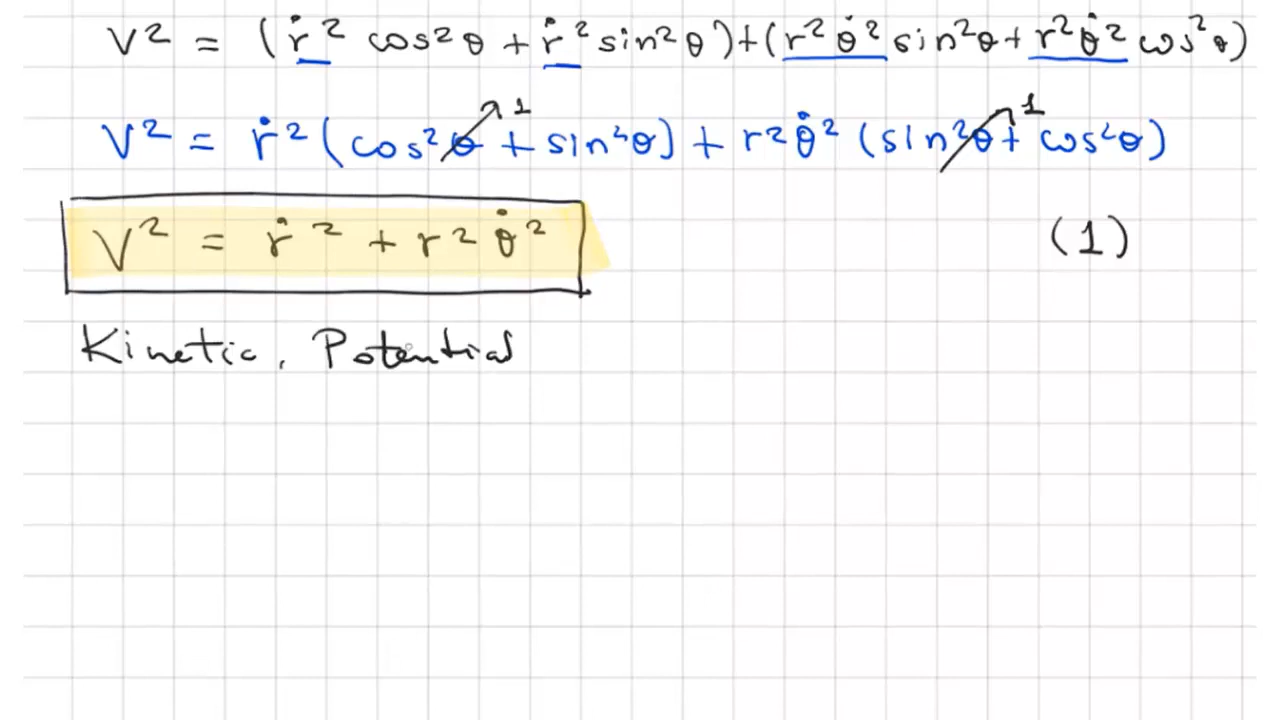 V² = (ṙ² cos²θ + ṙ² sin²θ) + (r²θ̇² sin²θ + r²θ̇² cos²θ)
V² = ṙ² (cos²θ + sin²θ) + r²θ̇² (sin²θ + cos²θ)
1 1
V² = ṙ² + r²θ̇² (1)
Kinetic, Potential